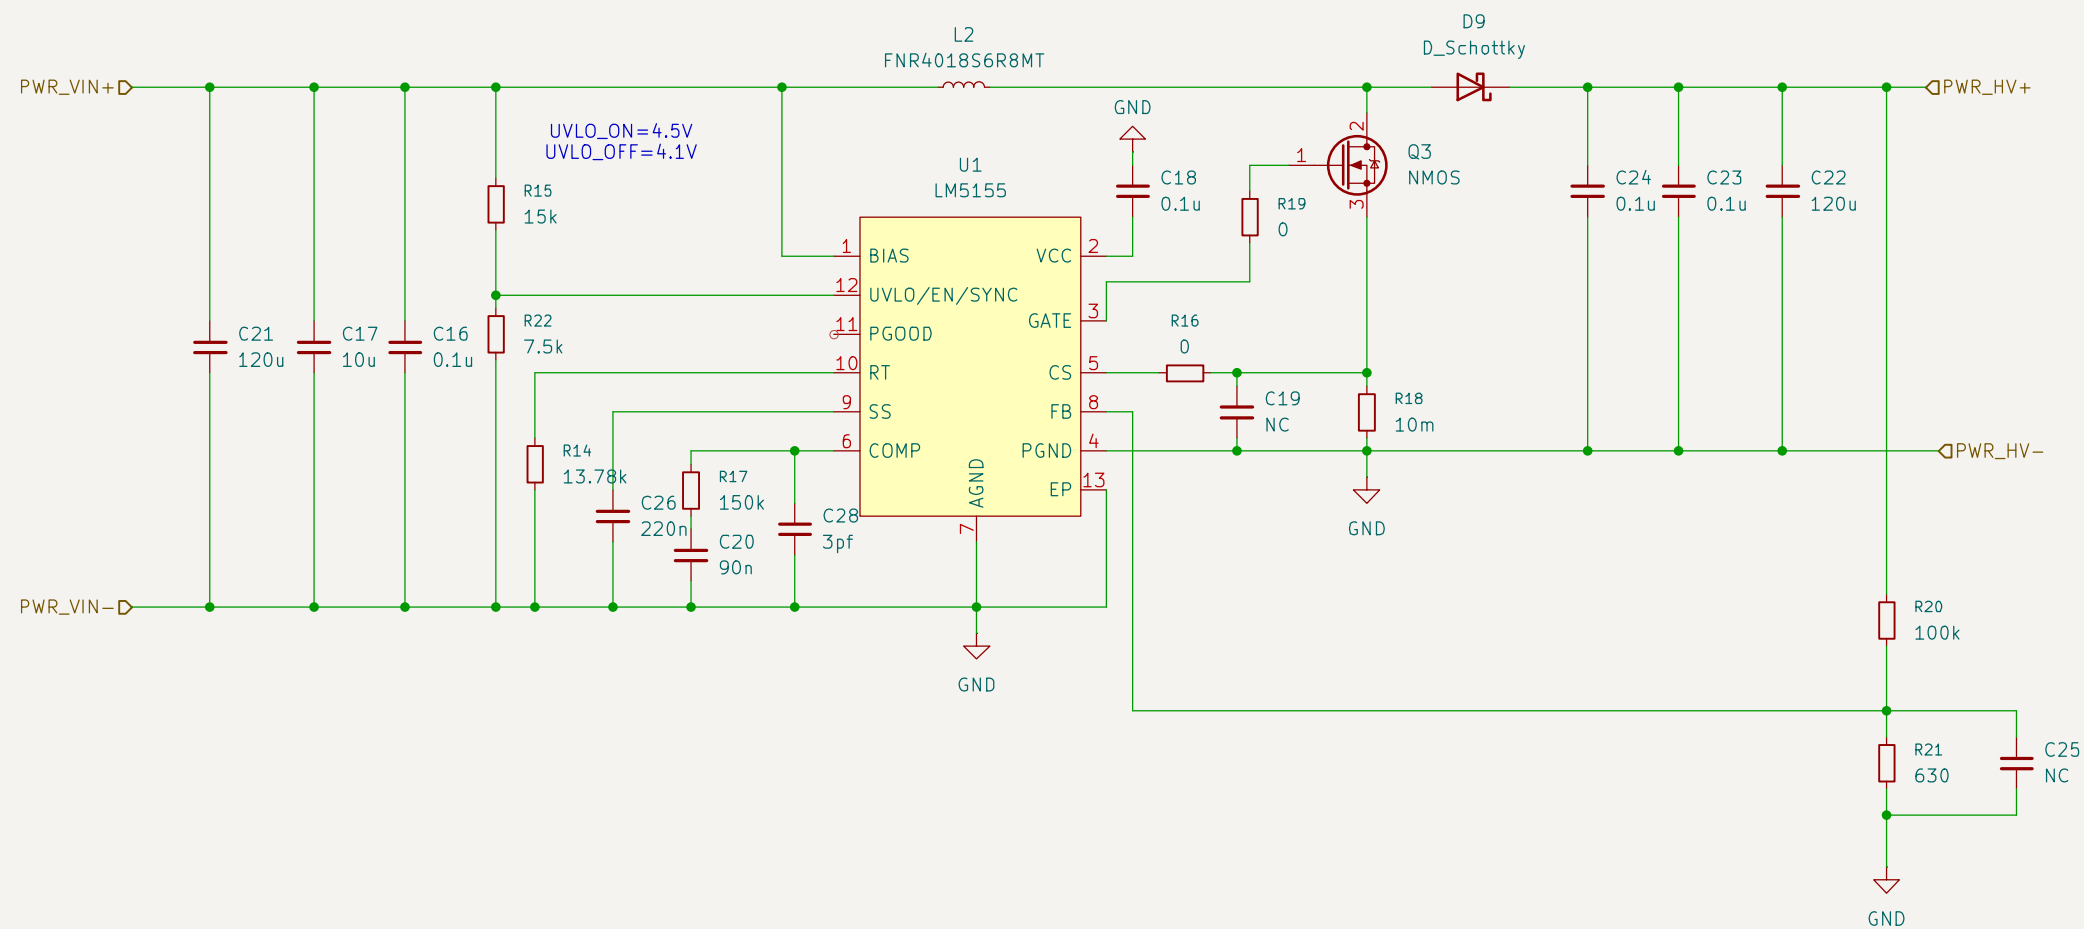 D9
D_Schottky
L2
FNR4018S6R8MT
PWR_VIN+
PWR_HV+
GND
UVLO_ON=4.5V
UVLO_OFF=4.1V
U1
LM5155
C18
0.1u
2
1
3
Q3
NMOS
R15
15k
R19
0
C24
0.1u
C23
0.1u
C22
120u
1
BIAS
VCC
2
12
UVLO/EN/SYNC
GATE
3
11
PGOOD
10
RT
CS
5
9
SS
FB
8
6
COMP
PGND
4
AGND
EP
13
7
R16
0
C21
120u
C17
10u
C16
0.1u
R22
7.5k
C19
NC
R18
10m
PWR_HV-
R14
13.78k
R17
150k
C26
220n
C28
3pf
C20
90n
GND
PWR_VIN-
R20
100k
GND
R21
630
C25
NC
GND